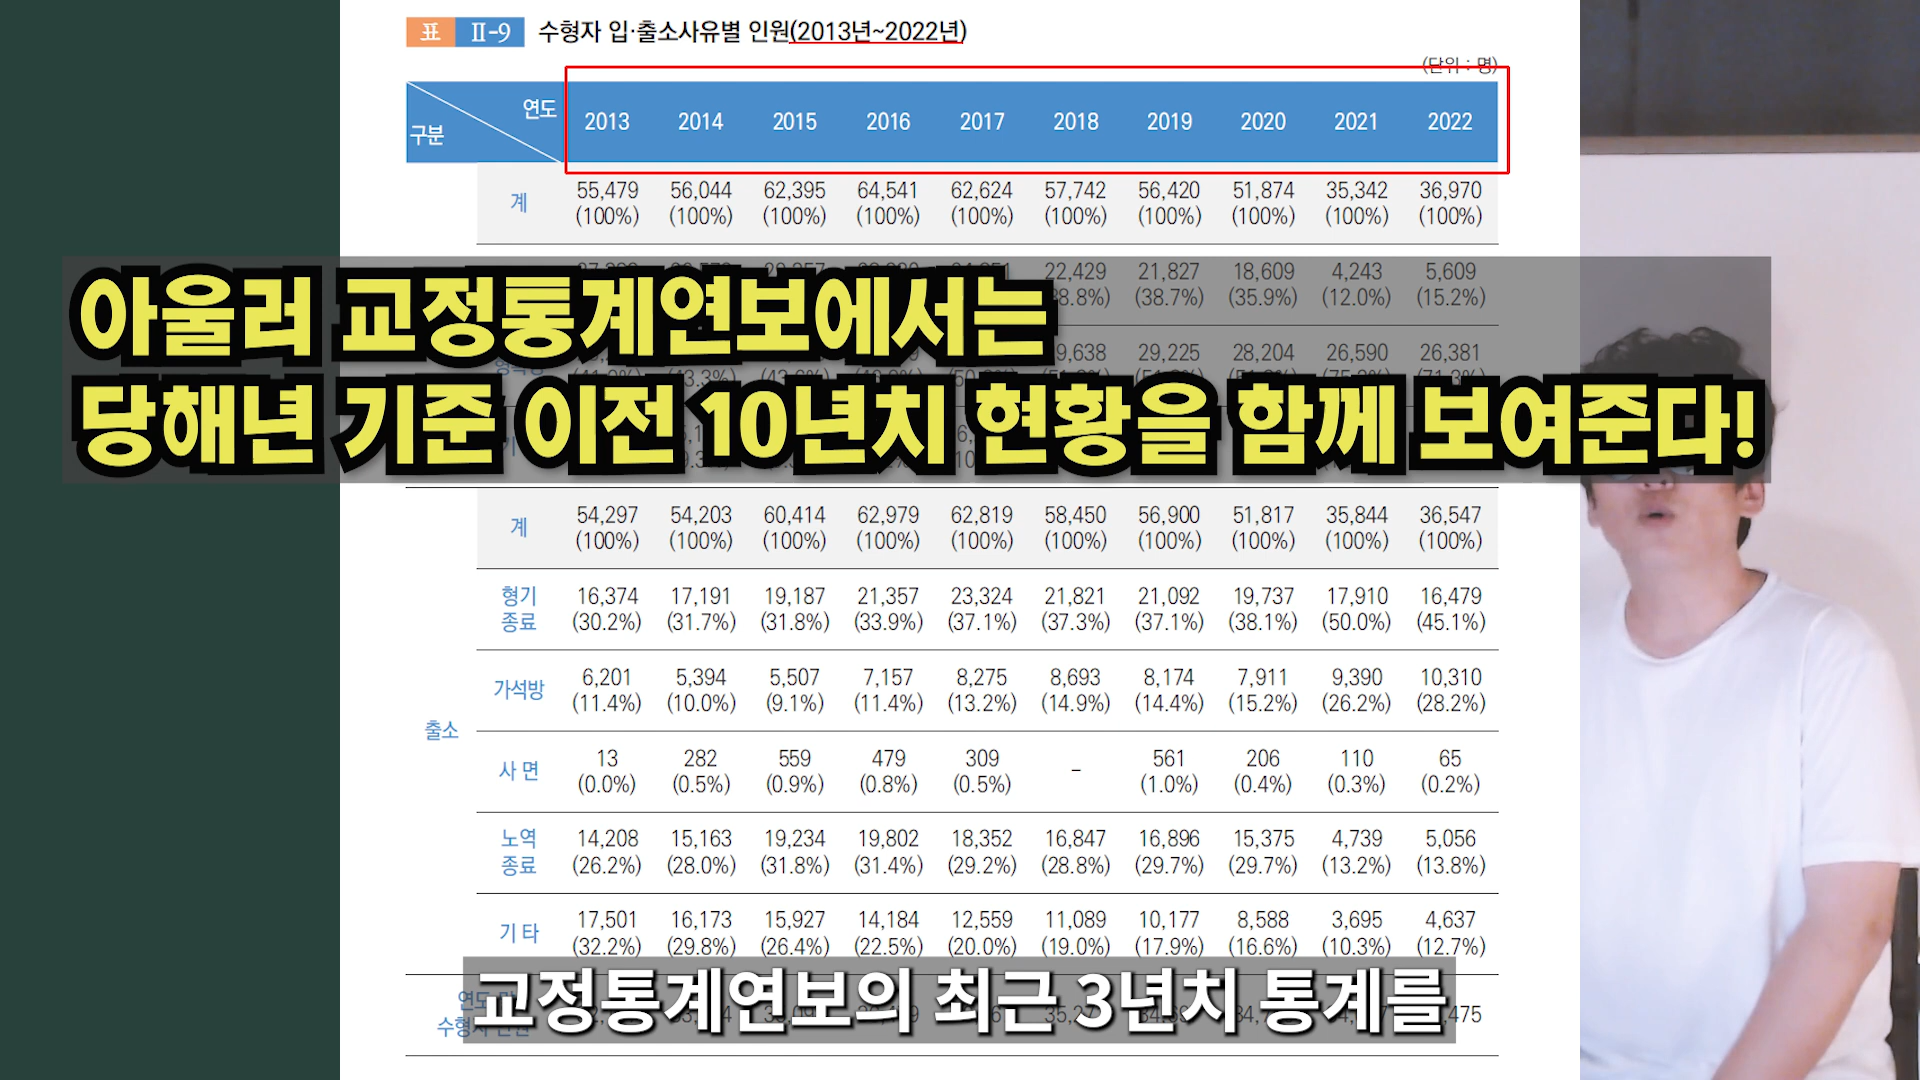 표 Ⅱ-9 수형자 입·출소사유별 인원(2013년~2022년)
(단위 : 명)
구분 연도 2013 2014 2015 2016 2017 2018 2019 2020 2021 2022
계 55,479 56,044 62,395 64,541 62,624 57,742 56,420 51,874 35,342 36,970
(100%) (100%) (100%) (100%) (100%) (100%) (100%) (100%) (100%) (100%)
22,429 21,827 18,609 4,243 5,609
(38.7%) (35.9%) (12.0%) (15.2%)
아울러 교정통계연보에서는
29,225 28,204 26,590 26,381
당해년 기준 이전 10년치 현황을 함께 보여준다!
계 54,297 54,203 60,414 62,979 62,819 58,450 56,900 51,817 35,844 36,547
(100%) (100%) (100%) (100%) (100%) (100%) (100%) (100%) (100%) (100%)
형기 16,374 17,191 19,187 21,357 23,324 21,821 21,092 19,737 17,910 16,479
종료 (30.2%) (31.7%) (31.8%) (33.9%) (37.1%) (37.3%) (37.1%) (38.1%) (50.0%) (45.1%)
가석방 6,201 5,394 5,507 7,157 8,275 8,693 8,174 7,911 9,390 10,310
(11.4%) (10.0%) (9.1%) (11.4%) (13.2%) (14.9%) (14.4%) (15.2%) (26.2%) (28.2%)
출소
사 면 13 282 559 479 309 - 561 206 110 65
(0.0%) (0.5%) (0.9%) (0.8%) (0.5%) (1.0%) (0.4%) (0.3%) (0.2%)
노역 14,208 15,163 19,234 19,802 18,352 16,847 16,896 15,375 4,739 5,056
종료 (26.2%) (28.0%) (31.8%) (31.4%) (29.2%) (28.8%) (29.7%) (29.7%) (13.2%) (13.8%)
기 타 17,501 16,173 15,927 14,184 12,559 11,089 10,177 8,588 3,695 4,637
(32.2%) (29.8%) (26.4%) (22.5%) (20.0%) (19.0%) (17.9%) (16.6%) (10.3%) (12.7%)
교정통계연보의 최근 3년치 통계를